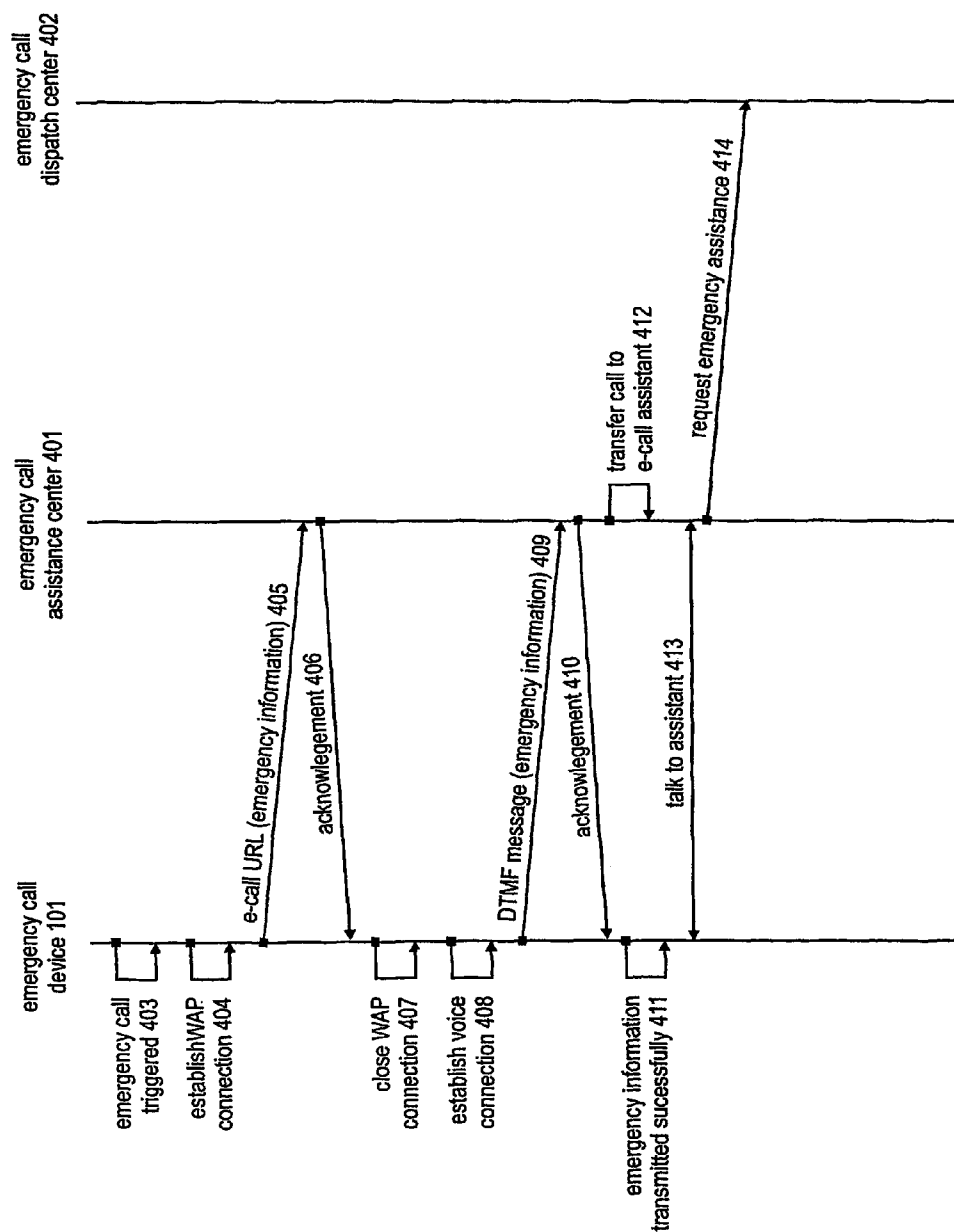 emergency call
device 101
emergency call
assistance center 401
emergency call
dispatch center 402
emergency call
triggered 403
establishWAP.
connection 404
e-call URL (emergency information) 405
acknowlegement 406
close WAP
connection 407
establish voice
connection 408
DTMF message (emergency information) 409
acknowlegement 410
emergency information
transmitted sucessfully 411
transfer call to
e-call assistant 412
talk to assistant 413
request emergency assistance 414